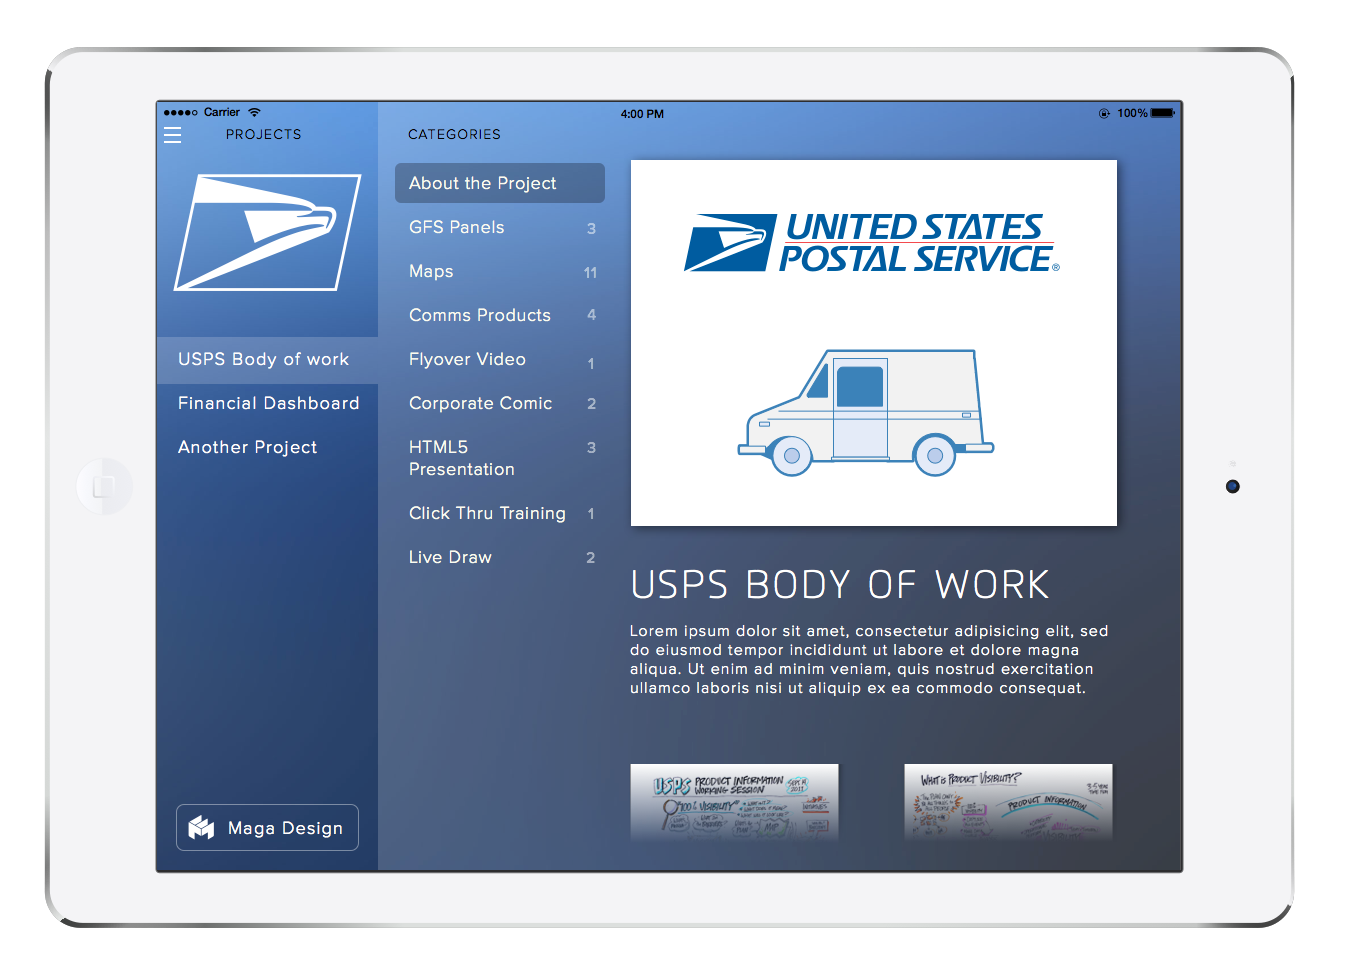 Carrier
4:00 PM
100%
PROJECTS
USPS Body of work
Financial Dashboard
Another Project
Maga Design
CATEGORIES
About the Project
GFS Panels 3
Maps 11
Comms Products 4
Flyover Video 1
Corporate Comic 2
HTML5 3
Presentation
Click Thru Training 1
Live Draw 2
UNITED STATES
POSTAL SERVICE®
USPS BODY OF WORK
Lorem ipsum dolor sit amet, consectetur adipisicing elit, sed
do eiusmod tempor incididunt ut labore et dolore magna
aliqua. Ut enim ad minim veniam, quis nostrud exercitation
ullamco laboris nisi ut aliquip ex ea commodo consequat.
USPS PRODUCT INFORMATION
WORKING SESSION
100% VISIBILITY
WHAT IS PRODUCT VISIBILITY?
PRODUCT INFORMATION